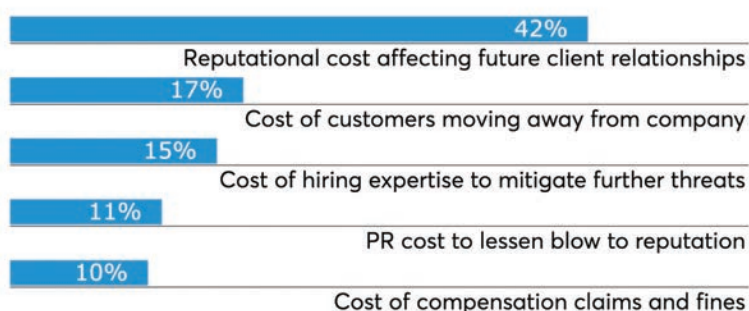 42%
Reputational cost affecting future client relationships
17%
Cost of customers moving away from company
15%
Cost of hiring expertise to mitigate further threats
11%
PR cost to lessen blow to reputation
10%
Cost of compensation claims and fines